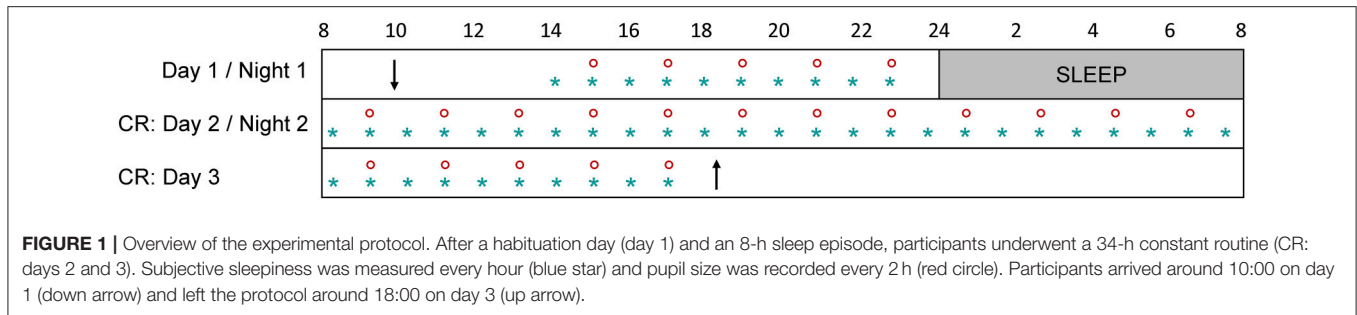 8 10 12 14 16 18 20 22 24 2 4 6 8
Day 1 / Night 1
SLEEP
CR: Day 2 / Night 2
CR: Day 3
FIGURE 1 | Overview of the experimental protocol. After a habituation day (day 1) and an 8-h sleep episode, participants underwent a 34-h constant routine (CR:
days 2 and 3). Subjective sleepiness was measured every hour (blue star) and pupil size was recorded every 2 h (red circle). Participants arrived around 10:00 on day
1 (down arrow) and left the protocol around 18:00 on day 3 (up arrow).